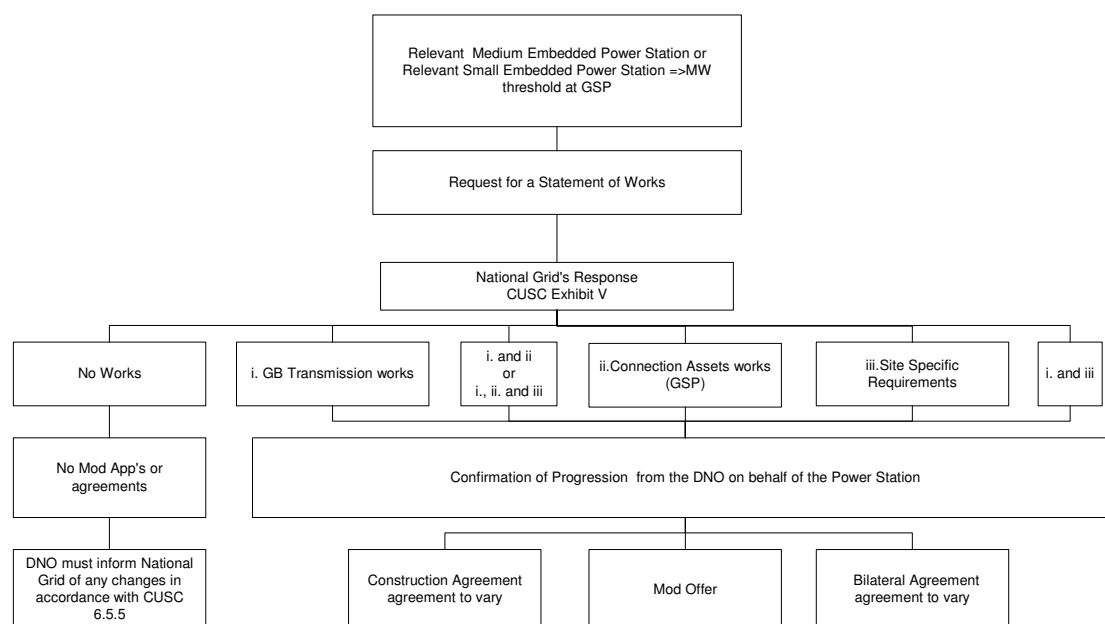 Relevant  Medium Embedded Power Station or
Relevant Small Embedded Power Station =>MW
threshold at GSP
Request for a Statement of Works
National Grid's Response
CUSC Exhibit V
No Works
i. GB Transmission works
i. and ii
or
i., ii. and iii
ii.Connection Assets works
(GSP)
iii.Site Specific
Requirements
i. and iii
No Mod App's or
agreements
Confirmation of Progression  from the DNO on behalf of the Power Station
DNO must inform National
Grid of any changes in
accordance with CUSC
6.5.5
Construction Agreement
agreement to vary
Mod Offer
Bilateral Agreement
agreement to vary